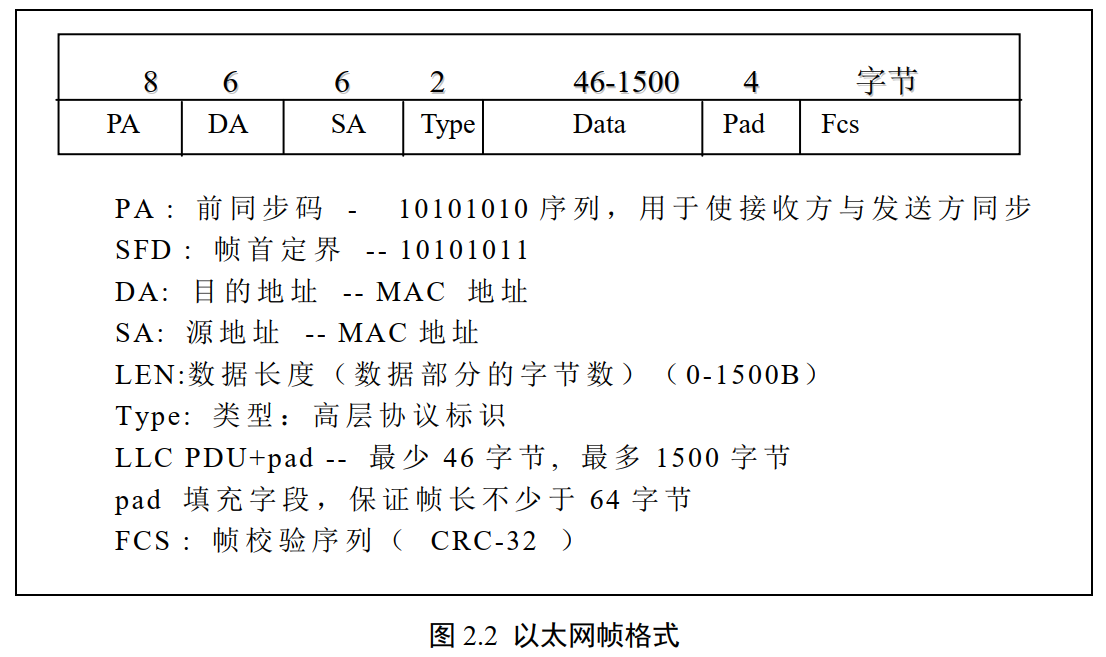 8 6 6 2 46-1500 4 字节
PA DA SA Type Data Pad Fcs
PA： 前同步码 - 10101010 序列，用于使接收方与发送方同步
SFD： 帧首定界 -- 10101011
DA: 目的地址 -- MAC 地址
SA: 源地址 -- MAC 地址
LEN:数据长度（数据部分的字节数）（0-1500B）
Type: 类型：高层协议标识
LLC PDU+pad -- 最少 46 字节, 最多 1500 字节
pad 填充字段，保证帧长不少于 64 字节
FCS： 帧校验序列（ CRC-32 ）
图 2.2 以太网帧格式